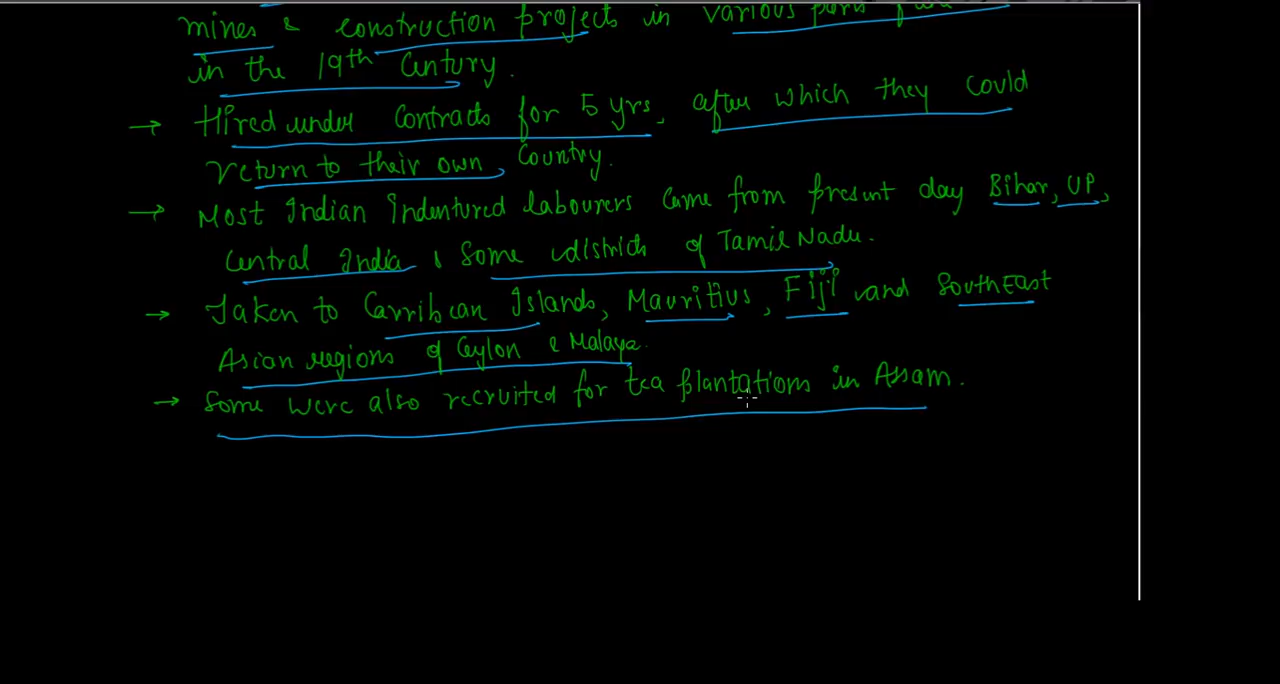 mines & construction projects in various parts
in the 19th Century.
→ Hired under Contracts for 5 yrs, after which they could
return to their own Country.
→ Most Indian Indentured labourers came from present day Bihar, UP,
Central India & Some districts of Tamil Nadu.
→ Taken to Carribean Islands, Mauritius, Fiji and SouthEast
Asian regions of Ceylon & Malaya.
→ Some were also recruited for tea plantations in Assam.